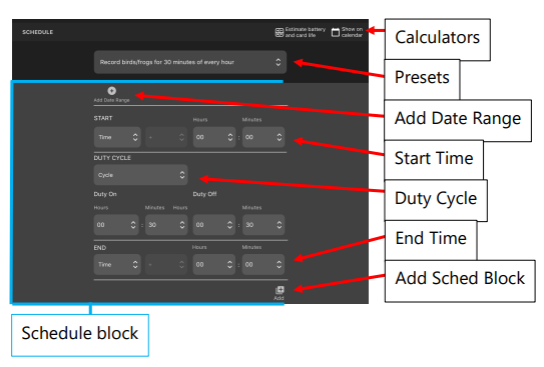 SCHEDULE
Estimate battery and card life
Show on calendar
Calculators
Record birds/frogs for 30 minutes of every hour
Presets
Add Date Range
Add Date Range
START
Hours Minutes
Time - 00 : 00
Start Time
DUTY CYCLE
Cycle
Duty Cycle
Duty On Duty Off
Hours Minutes Hours Minutes
00 : 30 00 : 30
End Time
END Hours Minutes
Time - 00 : 00
Add Sched Block
Add
Schedule block